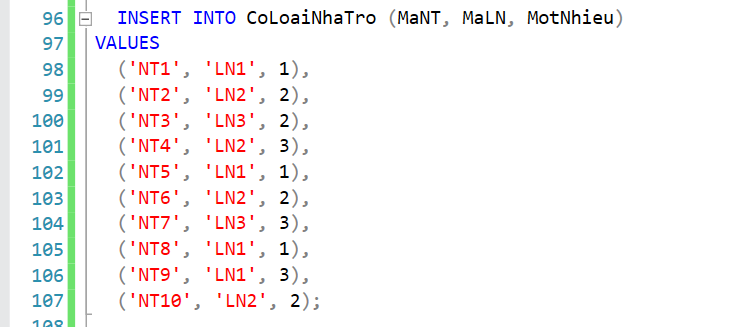 96 INSERT INTO CoLoaiNhaTro (MaNT, MaLN, MotNhieu)
97 VALUES
98 ('NT1', 'LN1', 1),
99 ('NT2', 'LN2', 2),
100 ('NT3', 'LN3', 2),
101 ('NT4', 'LN2', 3),
102 ('NT5', 'LN1', 1),
103 ('NT6', 'LN2', 2),
104 ('NT7', 'LN3', 3),
105 ('NT8', 'LN1', 1),
106 ('NT9', 'LN1', 3),
107 ('NT10', 'LN2', 2);
108